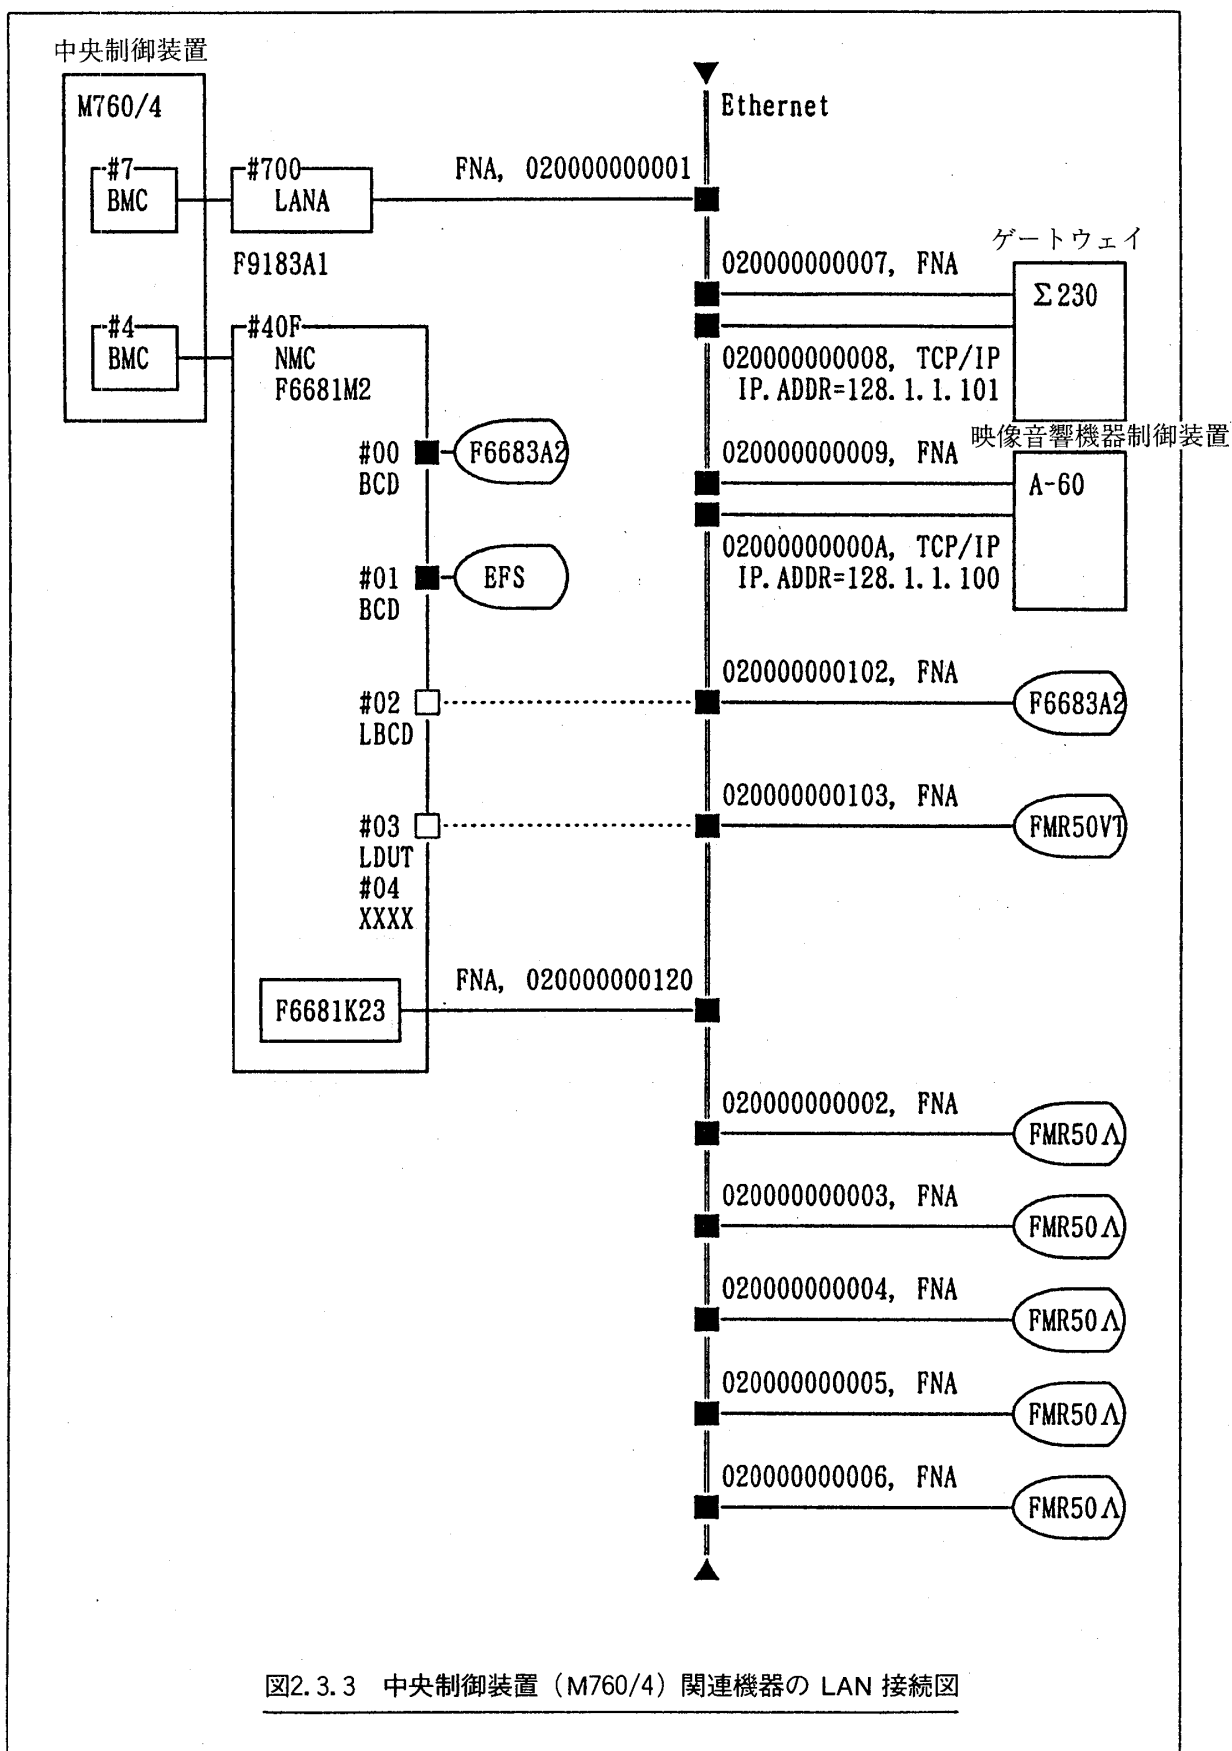 中央制御装置
M760/4
Ethernet
#7
BMC
#700
LANA
FNA, 020000000001
F9183A1
ゲートウェイ
020000000007, FNA
Σ230
#4
BMC
#40F
NMC
F6681M2
020000000008, TCP/IP
IP.ADDR=128.1.1.101
映像音響機器制御装置
#00
BCD
F6683A2
020000000009, FNA
A-60
02000000000A, TCP/IP
IP.ADDR=128.1.1.100
#01
BCD
EFS
020000000102, FNA
#02
LBCD
F6683A2
020000000103, FNA
#03
LDUT
FMR50VT
#04
XXXX
FNA, 020000000120
F6681K23
020000000002, FNA
FMR50Λ
020000000003, FNA
FMR50Λ
020000000004, FNA
FMR50Λ
020000000005, FNA
FMR50Λ
020000000006, FNA
FMR50Λ
図2.3.3 中央制御装置(M760/4)関連機器の LAN 接続図